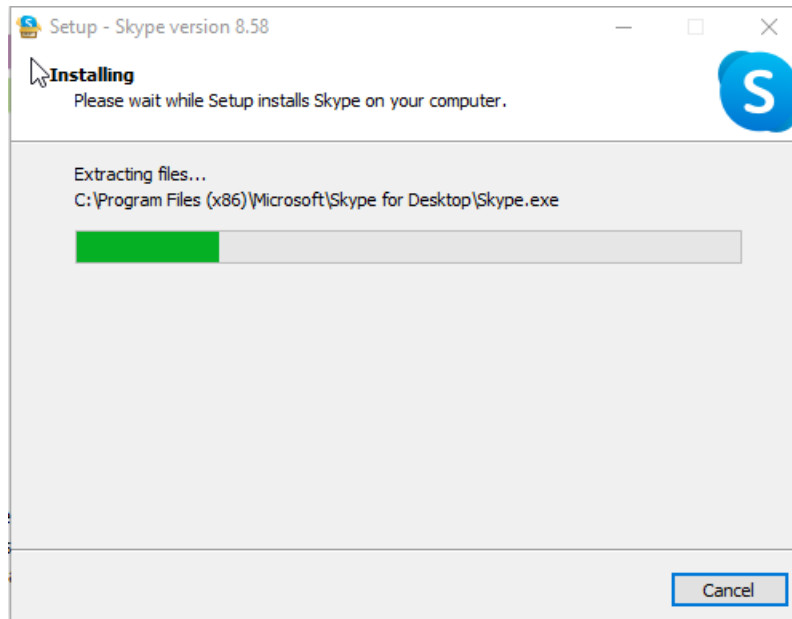 Setup - Skype version 8.58
Installing
Please wait while Setup installs Skype on your computer.
S
Extracting files...
C:\Program Files (x86)\Microsoft\Skype for Desktop\Skype.exe
Cancel